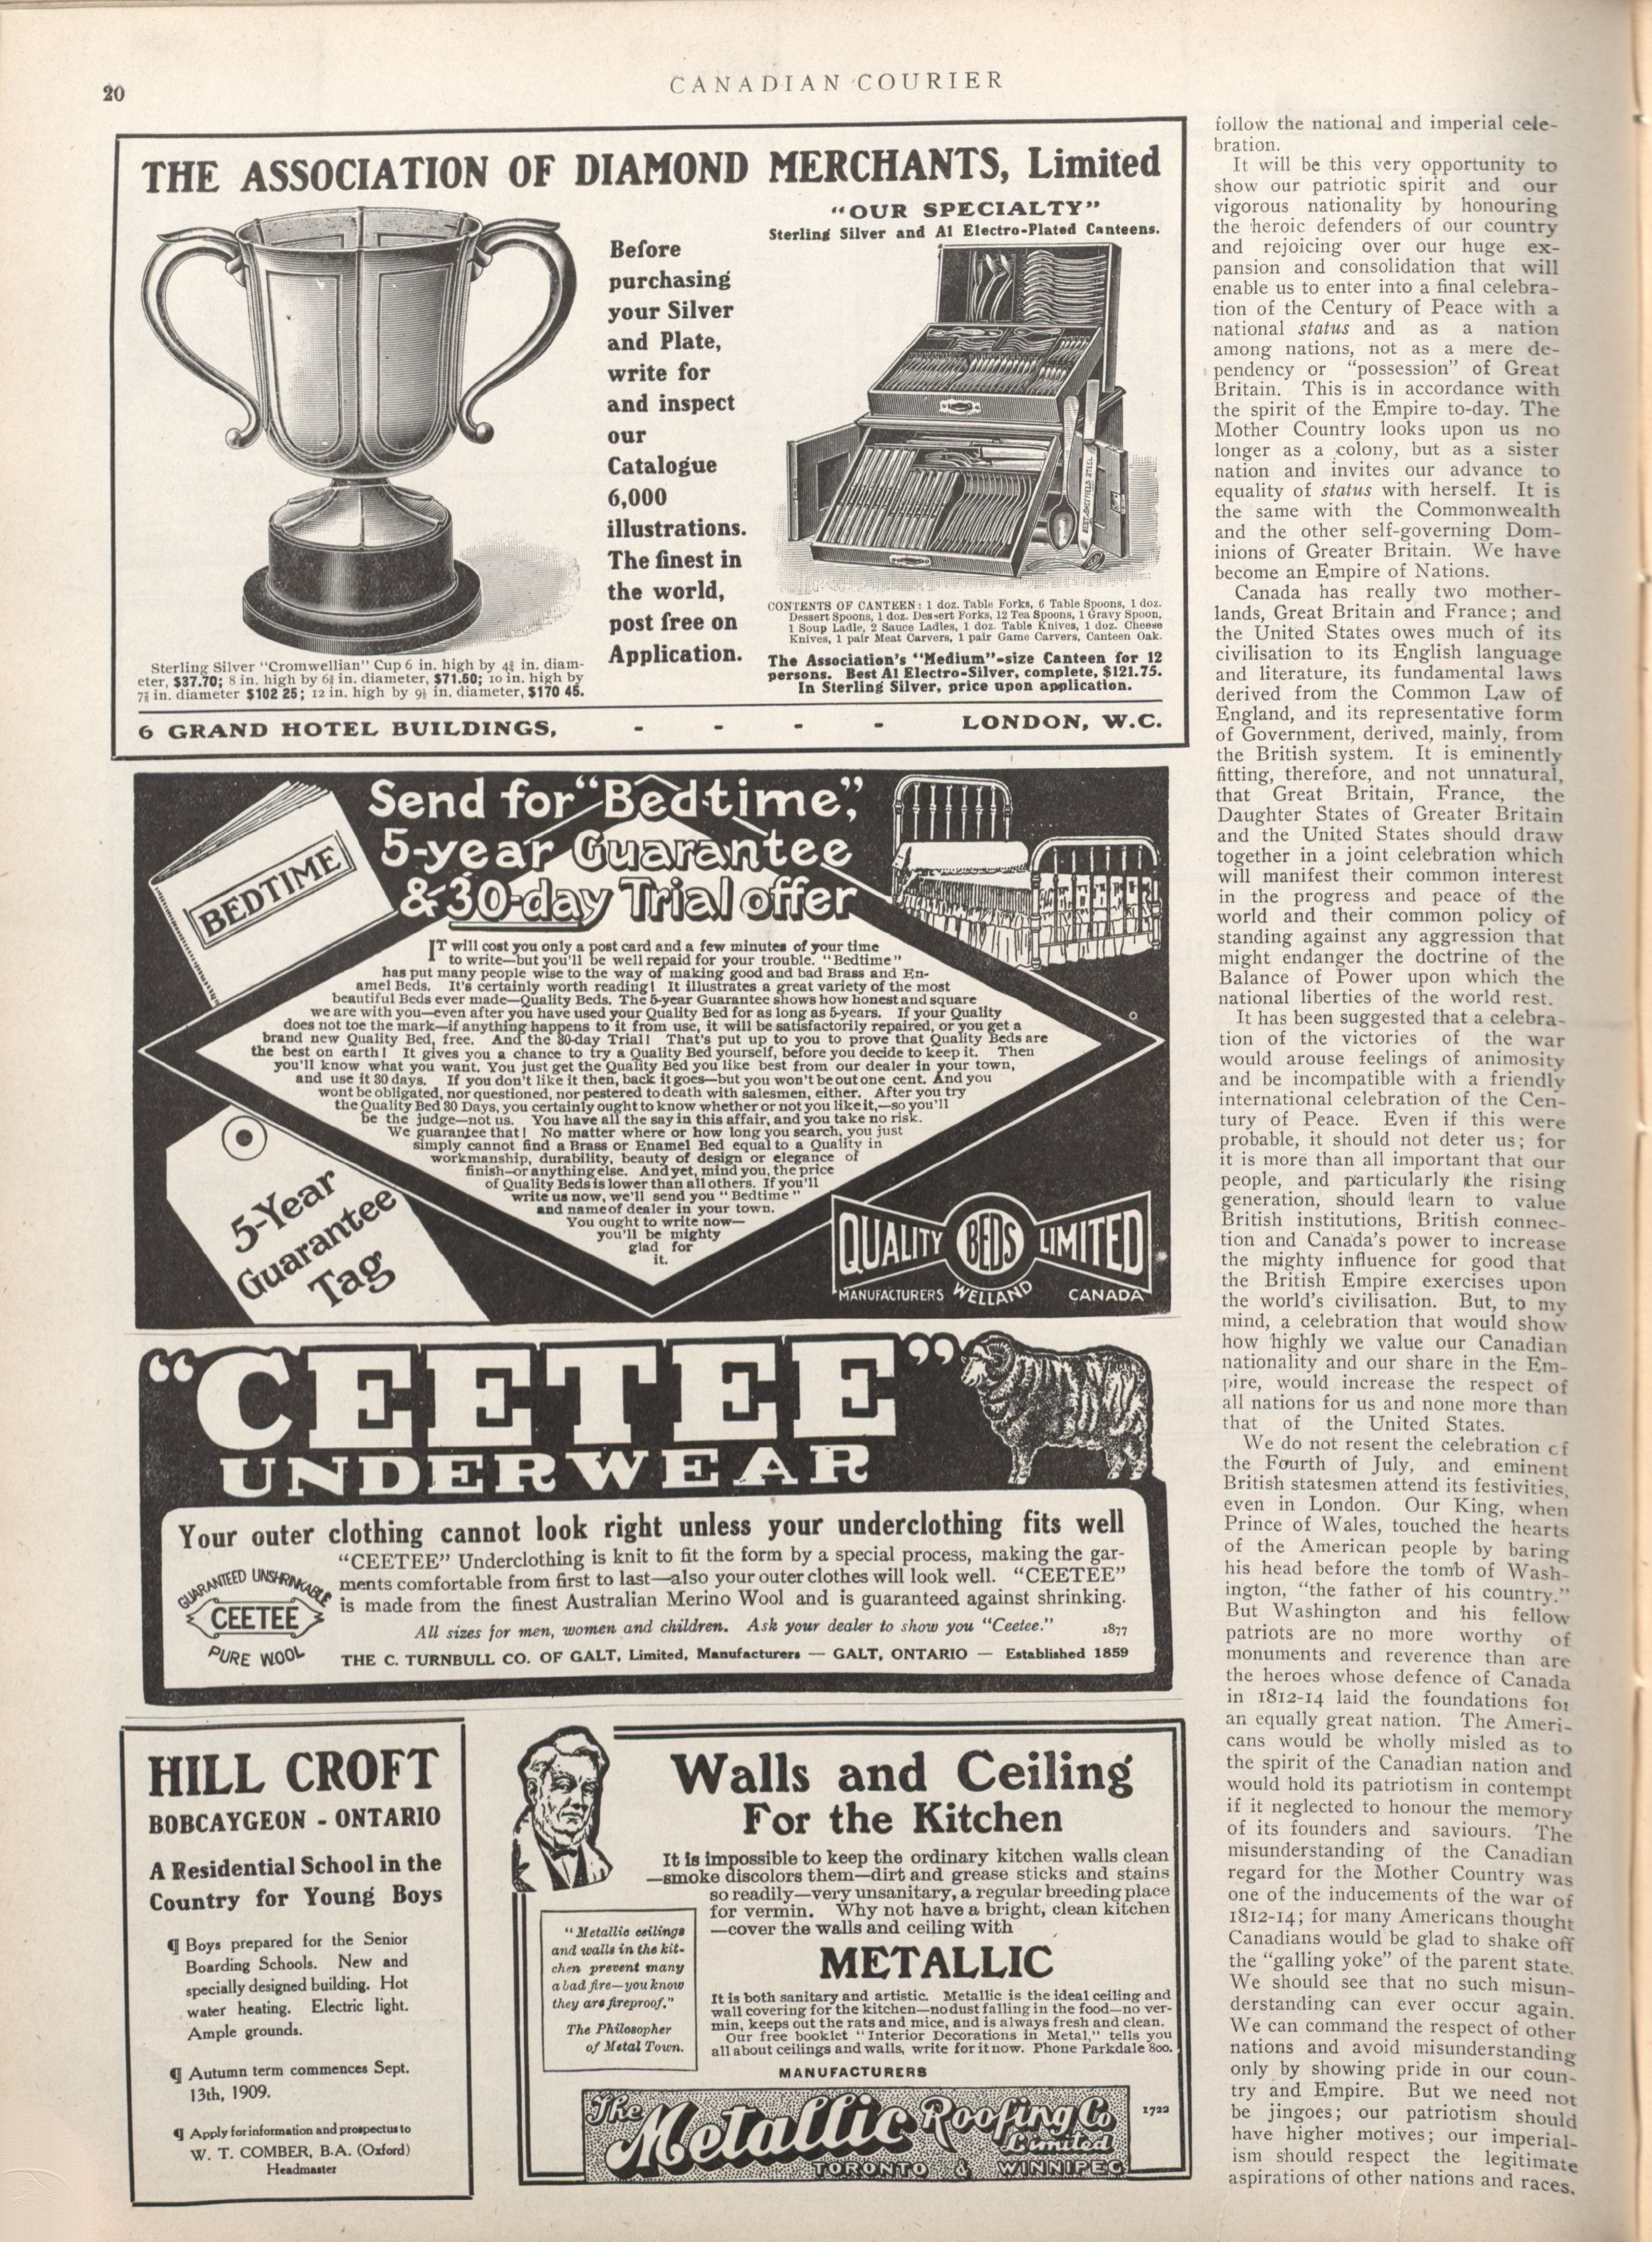 20
CANADIAN COURIER
THE ASSOCIATION OF DIAMOND MERCHANTS, Limited
Before
purchasing
your Silver
and Plate,
write for
and inspect
our
Catalogue
6,000
illustrations.
The finest in
the world,
post free on
Application.
"OUR SPECIALTY"
Sterling Silver and A1 Electro-Plated Canteens.
BEST SHEFFIELD STEEL
CONTENTS OF CANTEEN: 1 doz. Table Forks, 6 Table Spoons, 1 doz.
Dessert Spoons, 1 doz. Dessert Forks, 12 Tea Spoons, 1 Gravy Spoon,
1 Soup Ladle, 2 Sauce Ladles, 1 doz. Table Knives, 1 doz. Cheese
Knives, 1 pair Meat Carvers, 1 pair Game Carvers, Canteen Oak.
The Association's "Medium"-size Canteen for 12
persons. Best A1 Electro-Silver, complete, $121.75.
In Sterling Silver, price upon application.
Sterling Silver "Cromwellian" Cup 6 in. high by 4¾ in. diam-
eter, $37.70; 8 in. high by 6¾ in. diameter, $71.50; 10 in. high by
7⅞ in. diameter $102 25; 12 in. high by 9½ in. diameter, $170 45.
6 GRAND HOTEL BUILDINGS, - - - - LONDON, W.C.
Send for "Bedtime,"
5-year Guarantee
& 30-day Trial offer
BEDTIME
IT will cost you only a post card and a few minutes of your time
to write—but you'll be well repaid for your trouble. "Bedtime"
has put many people wise to the way of making good and bad Brass and En-
amel Beds. It's certainly worth reading! It illustrates a great variety of the most
beautiful Beds ever made—Quality Beds. The 5-year Guarantee shows how honest and square
we are with you—even after you have used your Quality Bed for as long as 5-years. If your Quality
does not toe the mark—if anything happens to it from use, it will be satisfactorily repaired, or you get a
brand new Quality Bed, free. And the 30-day Trial! That's put up to you to prove that Quality Beds are
the best on earth! It gives you a chance to try a Quality Bed yourself, before you decide to keep it. Then
you'll know what you want. You just get the Quality Bed you like best from our dealer in your town,
and use it 30 days. If you don't like it then, back it goes—but you won't be out one cent. And you
wont be obligated, nor questioned, nor pestered to death with salesmen, either. After you try
the Quality Bed 30 Days, you certainly ought to know whether or not you like it,—so you'll
be the judge—not us. You have all the say in this affair, and you take no risk.
We guarantee that! No matter where or how long you search, you just
simply cannot find a Brass or Enamel Bed equal to a Quality in
workmanship, durability, beauty of design or elegance of
finish—or anything else. And yet, mind you, the price
of Quality Beds is lower than all others. If you'll
write us now, we'll send you "Bedtime"
and name of dealer in your town.
You ought to write now—
you'll be mighty
glad for
it.
5-Year
Guarantee
Tag
QUALITY BEDS LIMITED
MANUFACTURERS WELLAND CANADA
"CEETEE"
UNDERWEAR
Your outer clothing cannot look right unless your underclothing fits well
"CEETEE" Underclothing is knit to fit the form by a special process, making the gar-
ments comfortable from first to last—also your outer clothes will look well. "CEETEE"
is made from the finest Australian Merino Wool and is guaranteed against shrinking.
All sizes for men, women and children. Ask your dealer to show you "Ceetee." 1877
THE C. TURNBULL CO. OF GALT, Limited, Manufacturers — GALT, ONTARIO — Established 1859
GUARANTEED UNSHRINKABLE
CEETEE
PURE WOOL
HILL CROFT
BOBCAYGEON - ONTARIO
A Residential School in the
Country for Young Boys
¶ Boys prepared for the Senior
Boarding Schools. New and
specially designed building. Hot
water heating. Electric light.
Ample grounds.
¶ Autumn term commences Sept.
13th, 1909.
¶ Apply for information and prospectus to
W. T. COMBER, B.A. (Oxford)
Headmaster
Walls and Ceiling
For the Kitchen
It is impossible to keep the ordinary kitchen walls clean
—smoke discolors them—dirt and grease sticks and stains
so readily—very unsanitary, a regular breeding place
for vermin. Why not have a bright, clean kitchen
—cover the walls and ceiling with
METALLIC
It is both sanitary and artistic. Metallic is the ideal ceiling and
wall covering for the kitchen—no dust falling in the food—no ver-
min, keeps out the rats and mice, and is always fresh and clean.
Our free booklet "Interior Decorations in Metal," tells you
all about ceilings and walls, write for it now. Phone Parkdale 800.
"Metallic ceilings
and walls in the kit-
chen prevent many
a bad fire—you know
they are fireproof."
The Philosopher
of Metal Town.
MANUFACTURERS
The Metallic Roofing Co
Limited
TORONTO & WINNIPEG
1722
follow the national and imperial cele-
bration.
It will be this very opportunity to
show our patriotic spirit and our
vigorous nationality by honouring
the heroic defenders of our country
and rejoicing over our huge ex-
pansion and consolidation that will
enable us to enter into a final celebra-
tion of the Century of Peace with a
national status and as a nation
among nations, not as a mere de-
pendency or "possession" of Great
Britain. This is in accordance with
the spirit of the Empire to-day. The
Mother Country looks upon us no
longer as a colony, but as a sister
nation and invites our advance to
equality of status with herself. It is
the same with the Commonwealth
and the other self-governing Dom-
inions of Greater Britain. We have
become an Empire of Nations.
Canada has really two mother-
lands, Great Britain and France; and
the United States owes much of its
civilisation to its English language
and literature, its fundamental laws
derived from the Common Law of
England, and its representative form
of Government, derived, mainly, from
the British system. It is eminently
fitting, therefore, and not unnatural,
that Great Britain, France, the
Daughter States of Greater Britain
and the United States should draw
together in a joint celebration which
will manifest their common interest
in the progress and peace of the
world and their common policy of
standing against any aggression that
might endanger the doctrine of the
Balance of Power upon which the
national liberties of the world rest.
It has been suggested that a celebra-
tion of the victories of the war
would arouse feelings of animosity
and be incompatible with a friendly
international celebration of the Cen-
tury of Peace. Even if this were
probable, it should not deter us; for
it is more than all important that our
people, and particularly the rising
generation, should learn to value
British institutions, British connec-
tion and Canada's power to increase
the mighty influence for good that
the British Empire exercises upon
the world's civilisation. But, to my
mind, a celebration that would show
how highly we value our Canadian
nationality and our share in the Em-
pire, would increase the respect of
all nations for us and none more than
that of the United States.
We do not resent the celebration of
the Fourth of July, and eminent
British statesmen attend its festivities,
even in London. Our King, when
Prince of Wales, touched the hearts
of the American people by baring
his head before the tomb of Wash-
ington, "the father of his country."
But Washington and his fellow
patriots are no more worthy of
monuments and reverence than are
the heroes whose defence of Canada
in 1812-14 laid the foundations for
an equally great nation. The Ameri-
cans would be wholly misled as to
the spirit of the Canadian nation and
would hold its patriotism in contempt
if it neglected to honour the memory
of its founders and saviours. The
misunderstanding of the Canadian
regard for the Mother Country was
one of the inducements of the war of
1812-14; for many Americans thought
Canadians would be glad to shake off
the "galling yoke" of the parent state.
We should see that no such misun-
derstanding can ever occur again.
We can command the respect of other
nations and avoid misunderstanding
only by showing pride in our coun-
try and Empire. But we need not
be jingoes; our patriotism should
have higher motives; our imperial-
ism should respect the legitimate
aspirations of other nations and races.